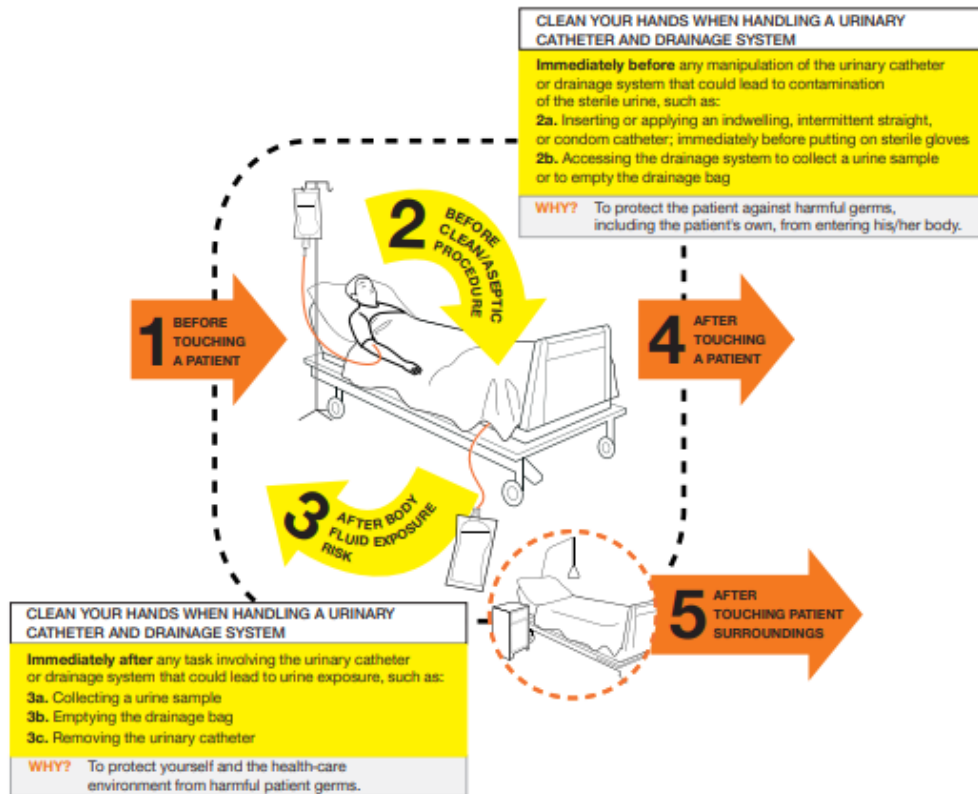 CLEAN YOUR HANDS WHEN HANDLING A URINARY
CATHETER AND DRAINAGE SYSTEM
Immediately before any manipulation of the urinary catheter
or drainage system that could lead to contamination
of the sterile urine, such as:
2a. Inserting or applying an indwelling, intermittent straight,
or condom catheter; immediately before putting on sterile gloves
2b. Accessing the drainage system to collect a urine sample
or to empty the drainage bag
WHY? To protect the patient against harmful germs,
including the patient's own, from entering his/her body.
1 BEFORE
TOUCHING
A PATIENT
2 BEFORE
CLEAN/ASEPTIC
PROCEDURE
3 AFTER BODY
FLUID EXPOSURE
RISK
4 AFTER
TOUCHING
A PATIENT
5 AFTER
TOUCHING PATIENT
SURROUNDINGS
CLEAN YOUR HANDS WHEN HANDLING A URINARY
CATHETER AND DRAINAGE SYSTEM
Immediately after any task involving the urinary catheter
or drainage system that could lead to urine exposure, such as:
3a. Collecting a urine sample
3b. Emptying the drainage bag
3c. Removing the urinary catheter
WHY? To protect yourself and the health-care
environment from harmful patient germs.